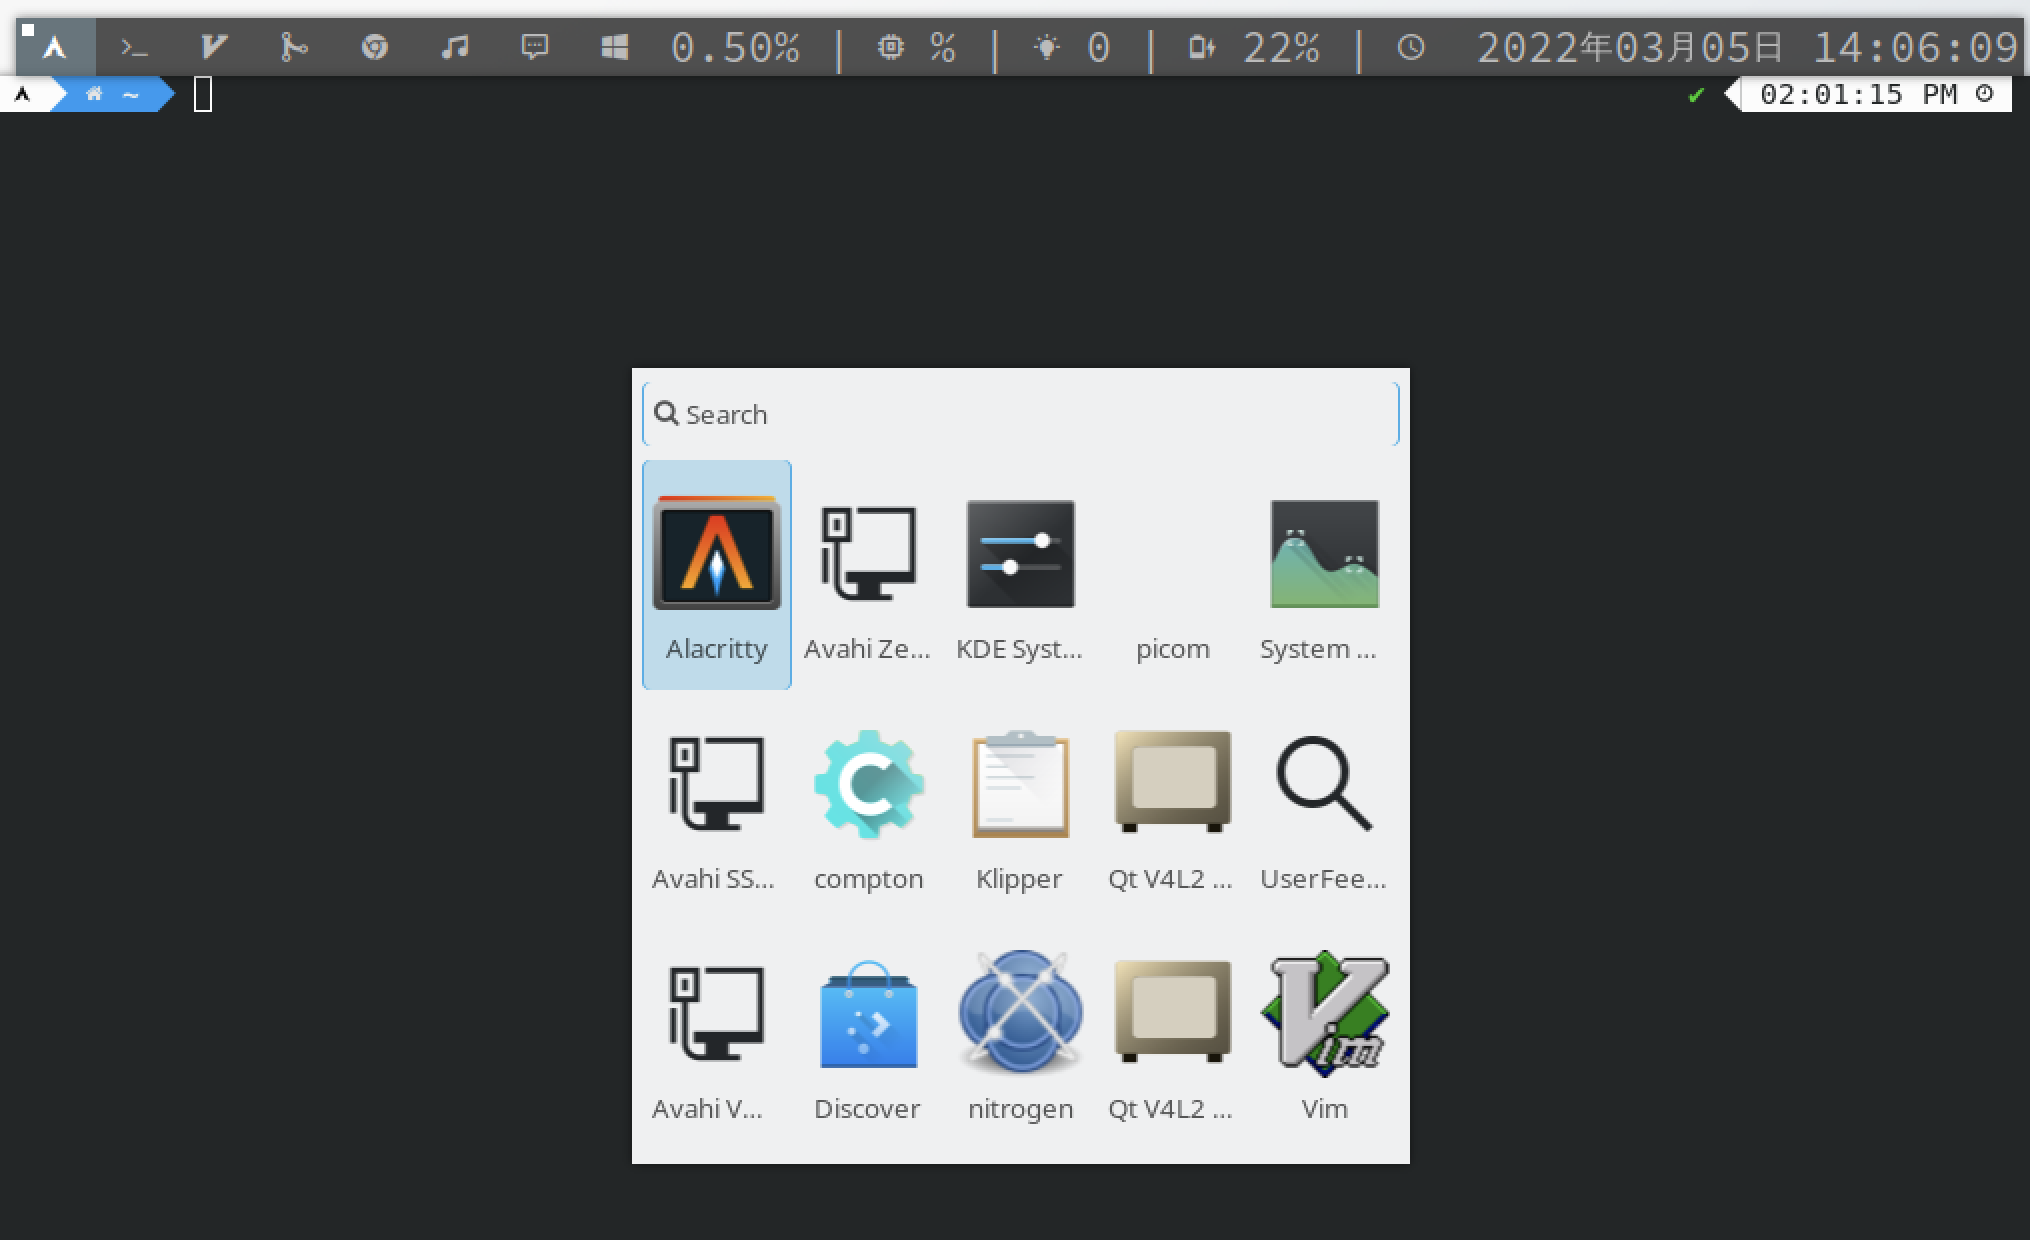 0.50% | % | 0 | 22% | 2022年03月05日 14:06:09
~ ✔ 02:01:15 PM
Search
Alacritty Avahi Ze... KDE Syst... picom System ...
Avahi SS... compton Klipper Qt V4L2 ... UserFee...
Avahi V... Discover nitrogen Qt V4L2 ... Vim